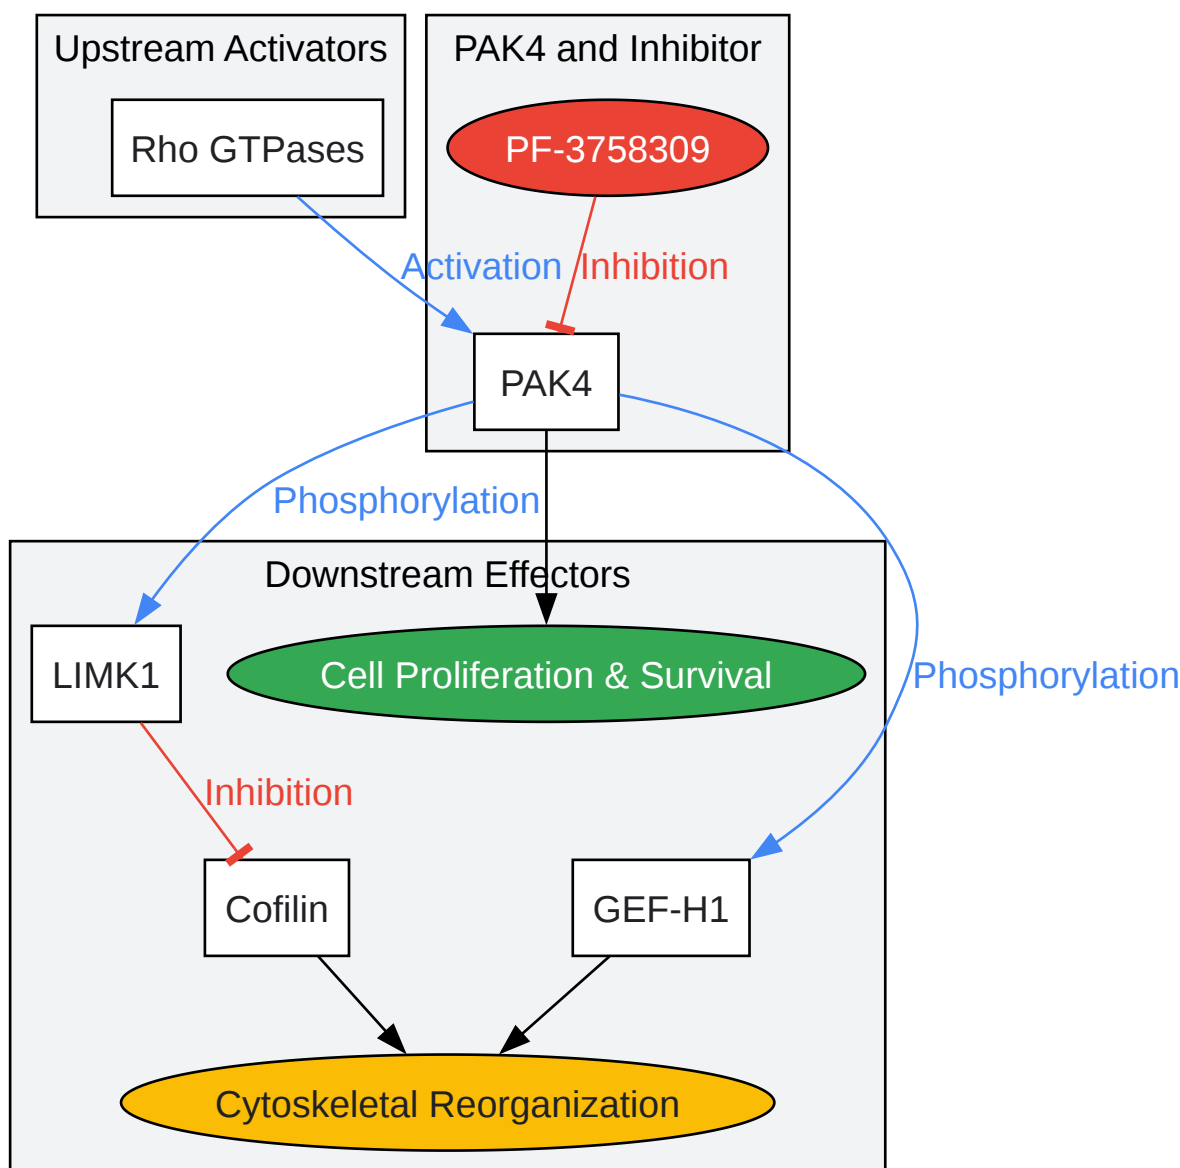 Upstream Activators
PAK4 and Inhibitor
Rho GTPases
PF-3758309
Activation
Inhibition
PAK4
Phosphorylation
Downstream Effectors
LIMK1
Cell Proliferation & Survival
Phosphorylation
Inhibition
Cofilin
GEF-H1
Cytoskeletal Reorganization